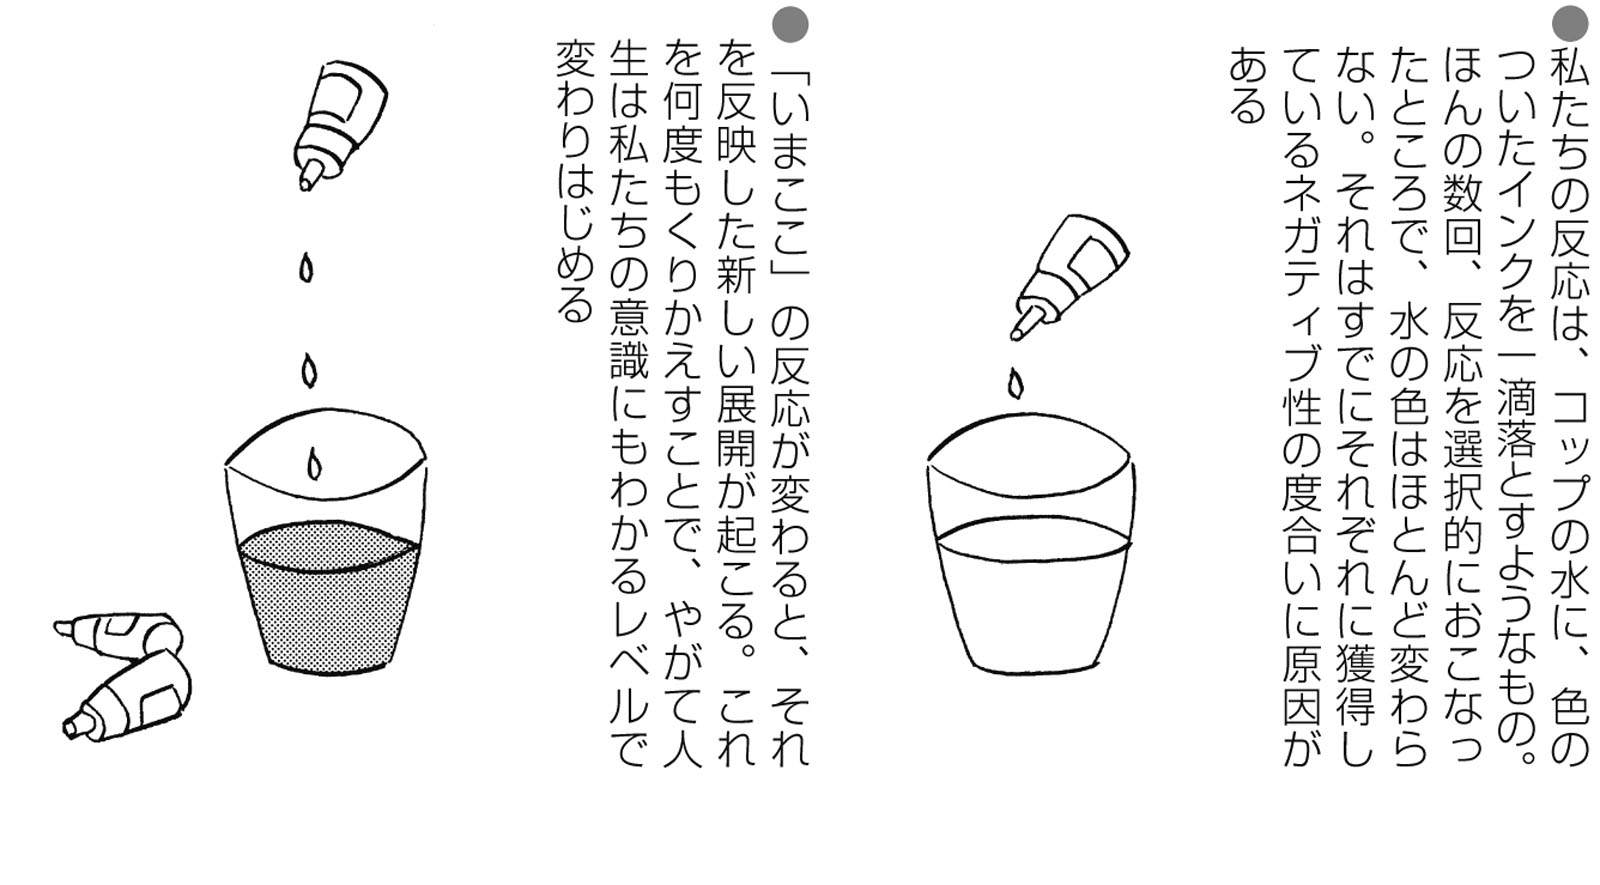 ●私たちの反応は、コップの水に、色の
ついたインクを一滴落とすようなもの。
ほんの数回、反応を選択的におこなっ
たところで、水の色はほとんど変わら
ない。それはすでにそれぞれに獲得し
ているネガティブ性の度合いに原因が
ある
●「いまここ」の反応が変わると、それ
を反映した新しい展開が起こる。これ
を何度もくりかえすことで、やがて人
生は私たちの意識にもわかるレベルで
変わりはじめる